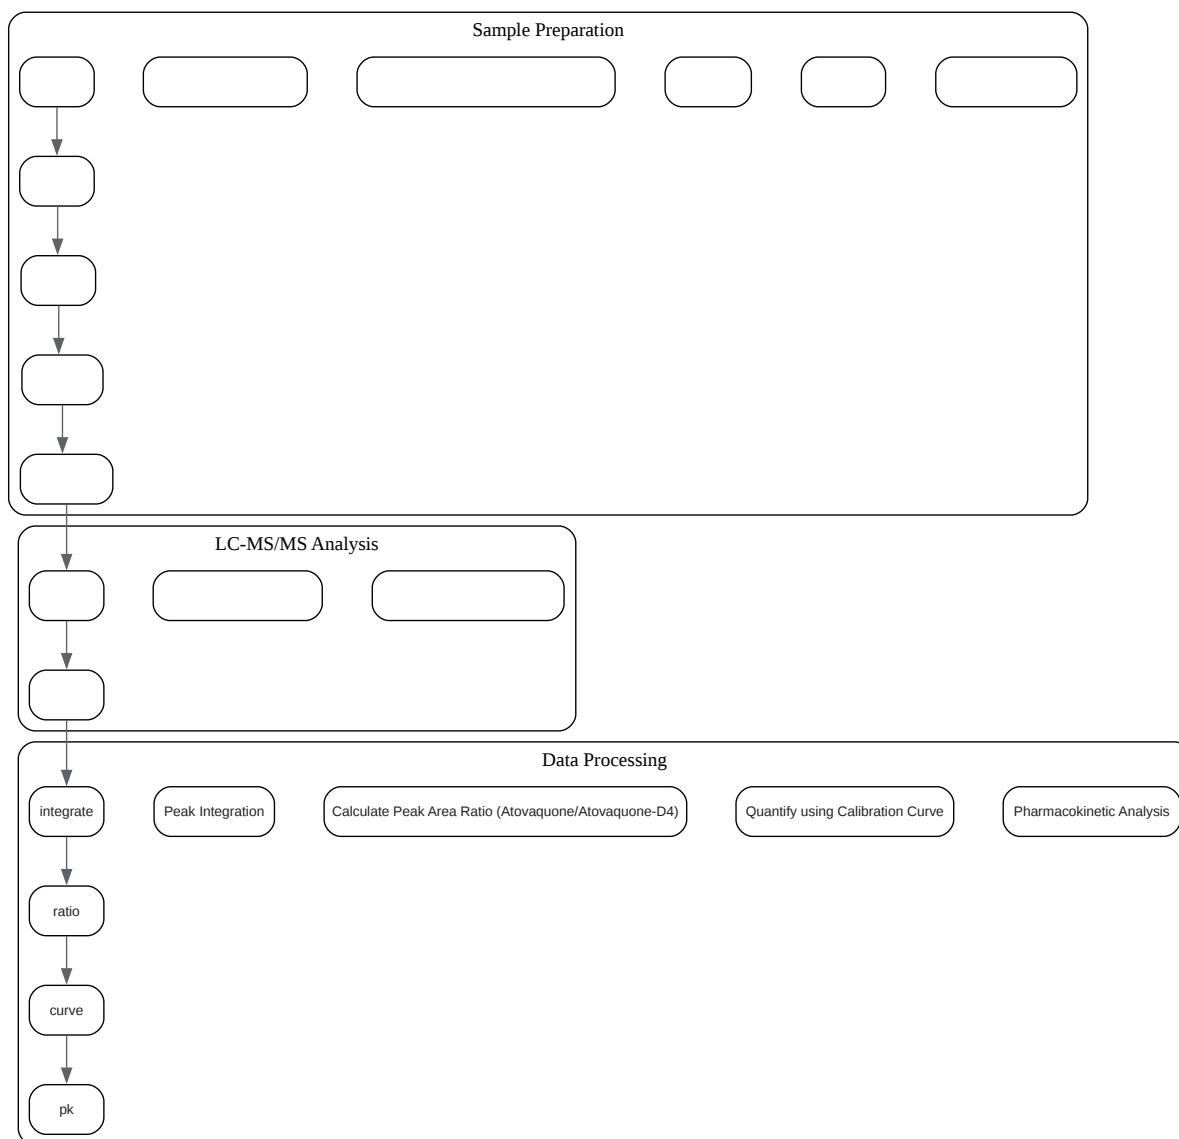 Sample Preparation
LC-MS/MS Analysis
Data Processing
integrate
Peak Integration
Calculate Peak Area Ratio (Atovaquone/Atovaquone-D4)
Quantify using Calibration Curve
Pharmacokinetic Analysis
ratio
curve
pk